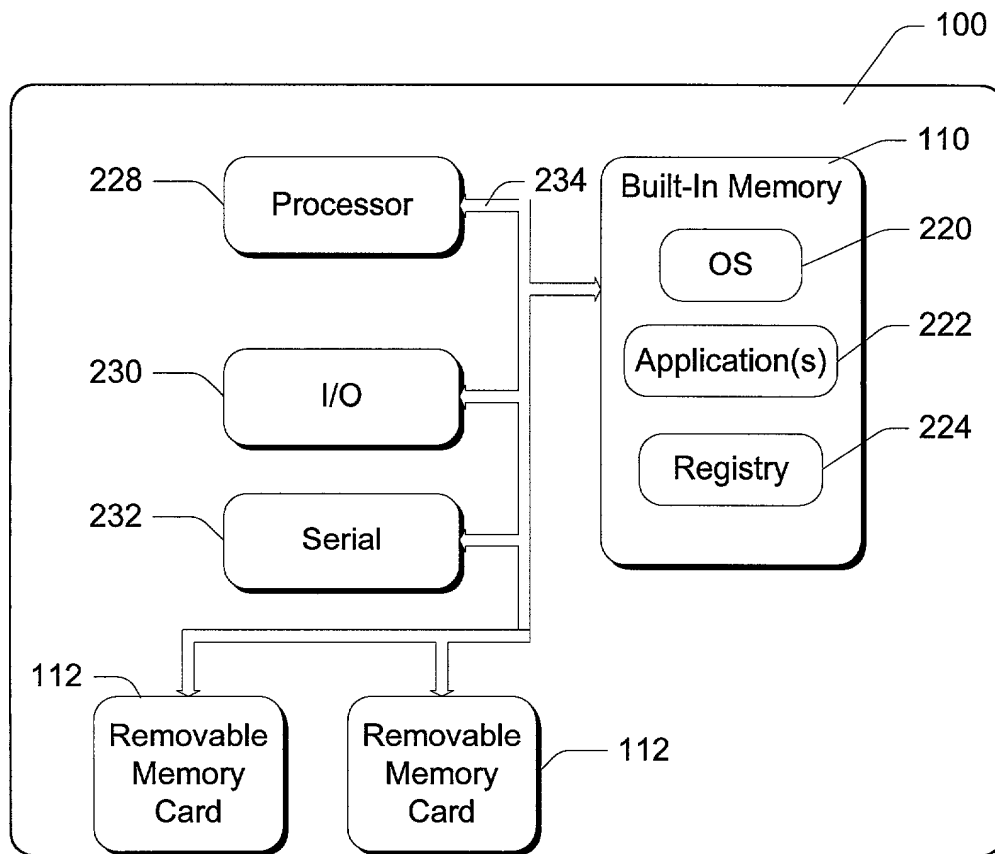 100
110
228
Processor
234
Built-In Memory
OS
220
222
Application(s)
230
I/O
224
Registry
232
Serial
112
Removable
Memory
Card
Removable
Memory
Card
112